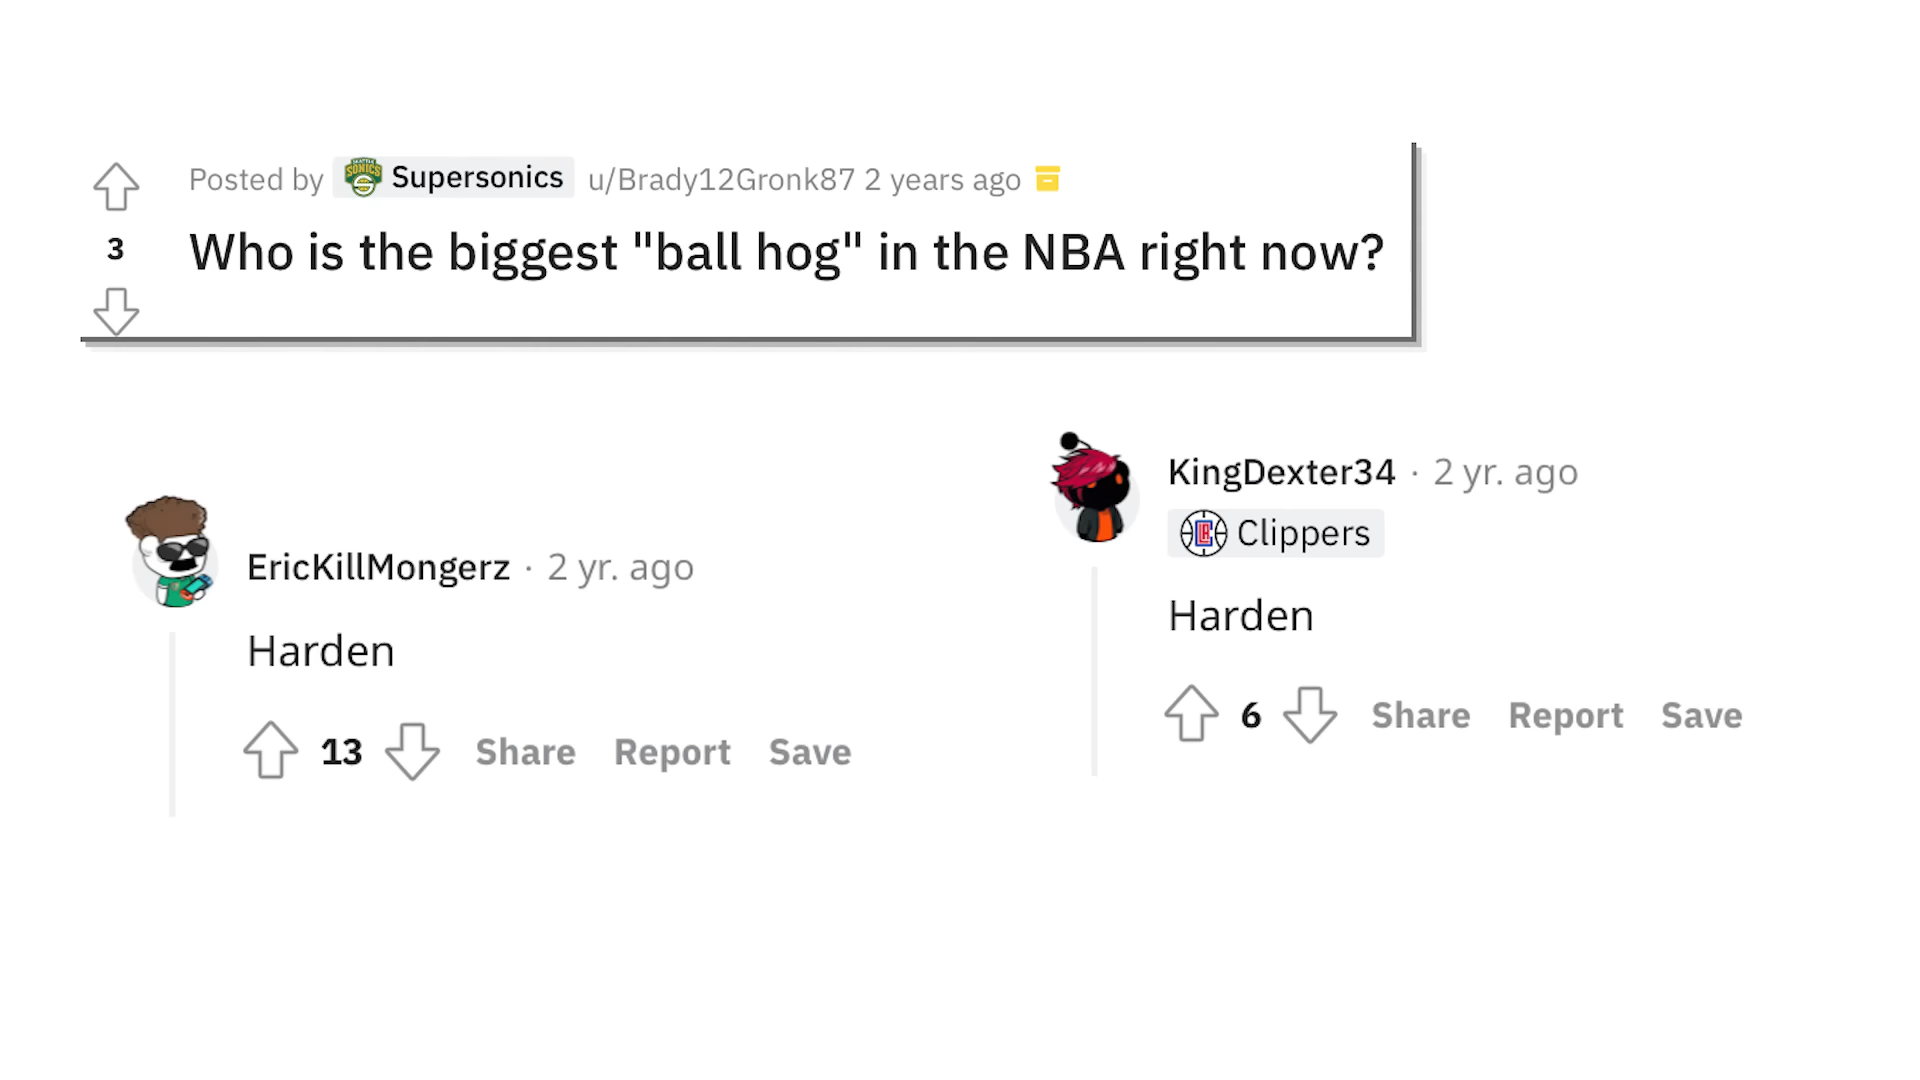 Posted by Supersonics u/Brady12Gronk87 2 years ago
3
Who is the biggest "ball hog" in the NBA right now?
EricKillMongerz · 2 yr. ago
Harden
13 Share Report Save
KingDexter34 · 2 yr. ago
Clippers
Harden
6 Share Report Save